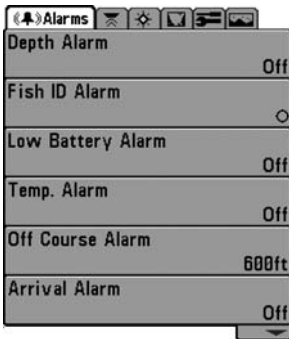 Alarms
Depth Alarm
Off
Fish ID Alarm
Low Battery Alarm
Off
Temp. Alarm
Off
Off Course Alarm
600ft
Arrival Alarm
Off